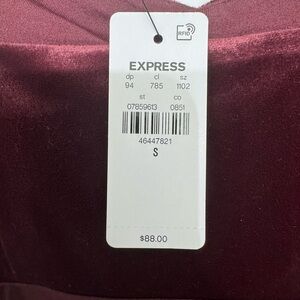 RFID
EXPRESS
dp cl sz
94 785 1102
st co
07859613 0851
46447821
S
$88.00